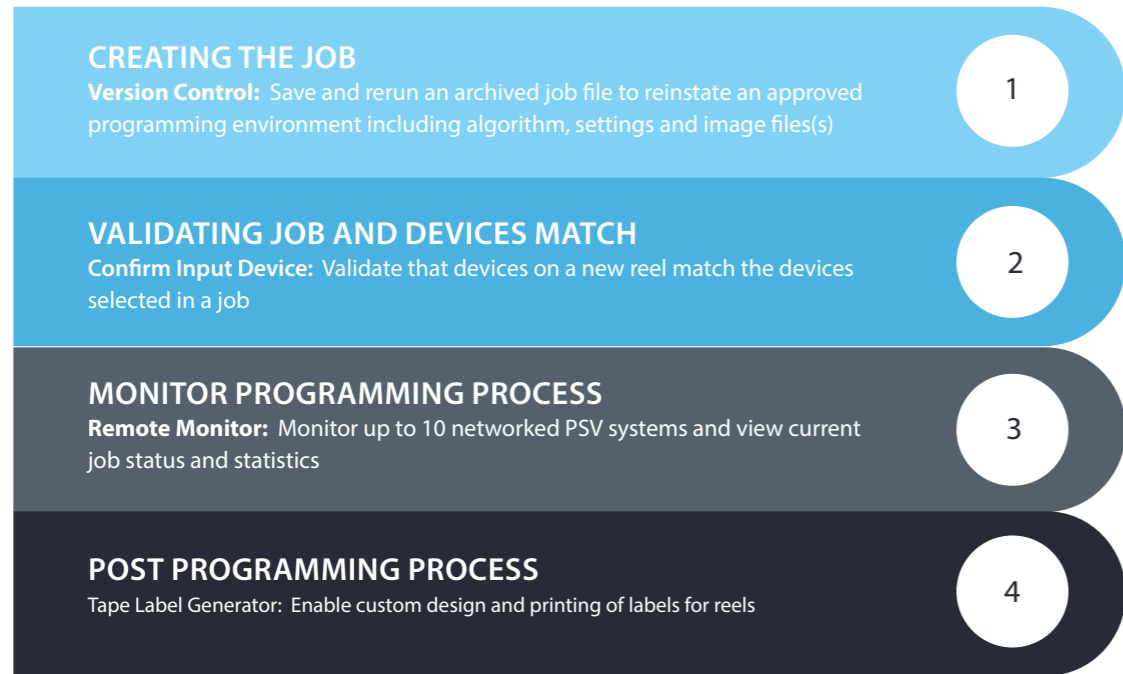 CREATING THE JOB
Version Control: Save and rerun an archived job file to reinstate an approved
programming environment including algorithm, settings and image files(s)
1
VALIDATING JOB AND DEVICES MATCH
Confirm Input Device: Validate that devices on a new reel match the devices
selected in a job
2
MONITOR PROGRAMMING PROCESS
Remote Monitor: Monitor up to 10 networked PSV systems and view current
job status and statistics
3
POST PROGRAMMING PROCESS
Tape Label Generator: Enable custom design and printing of labels for reels
4